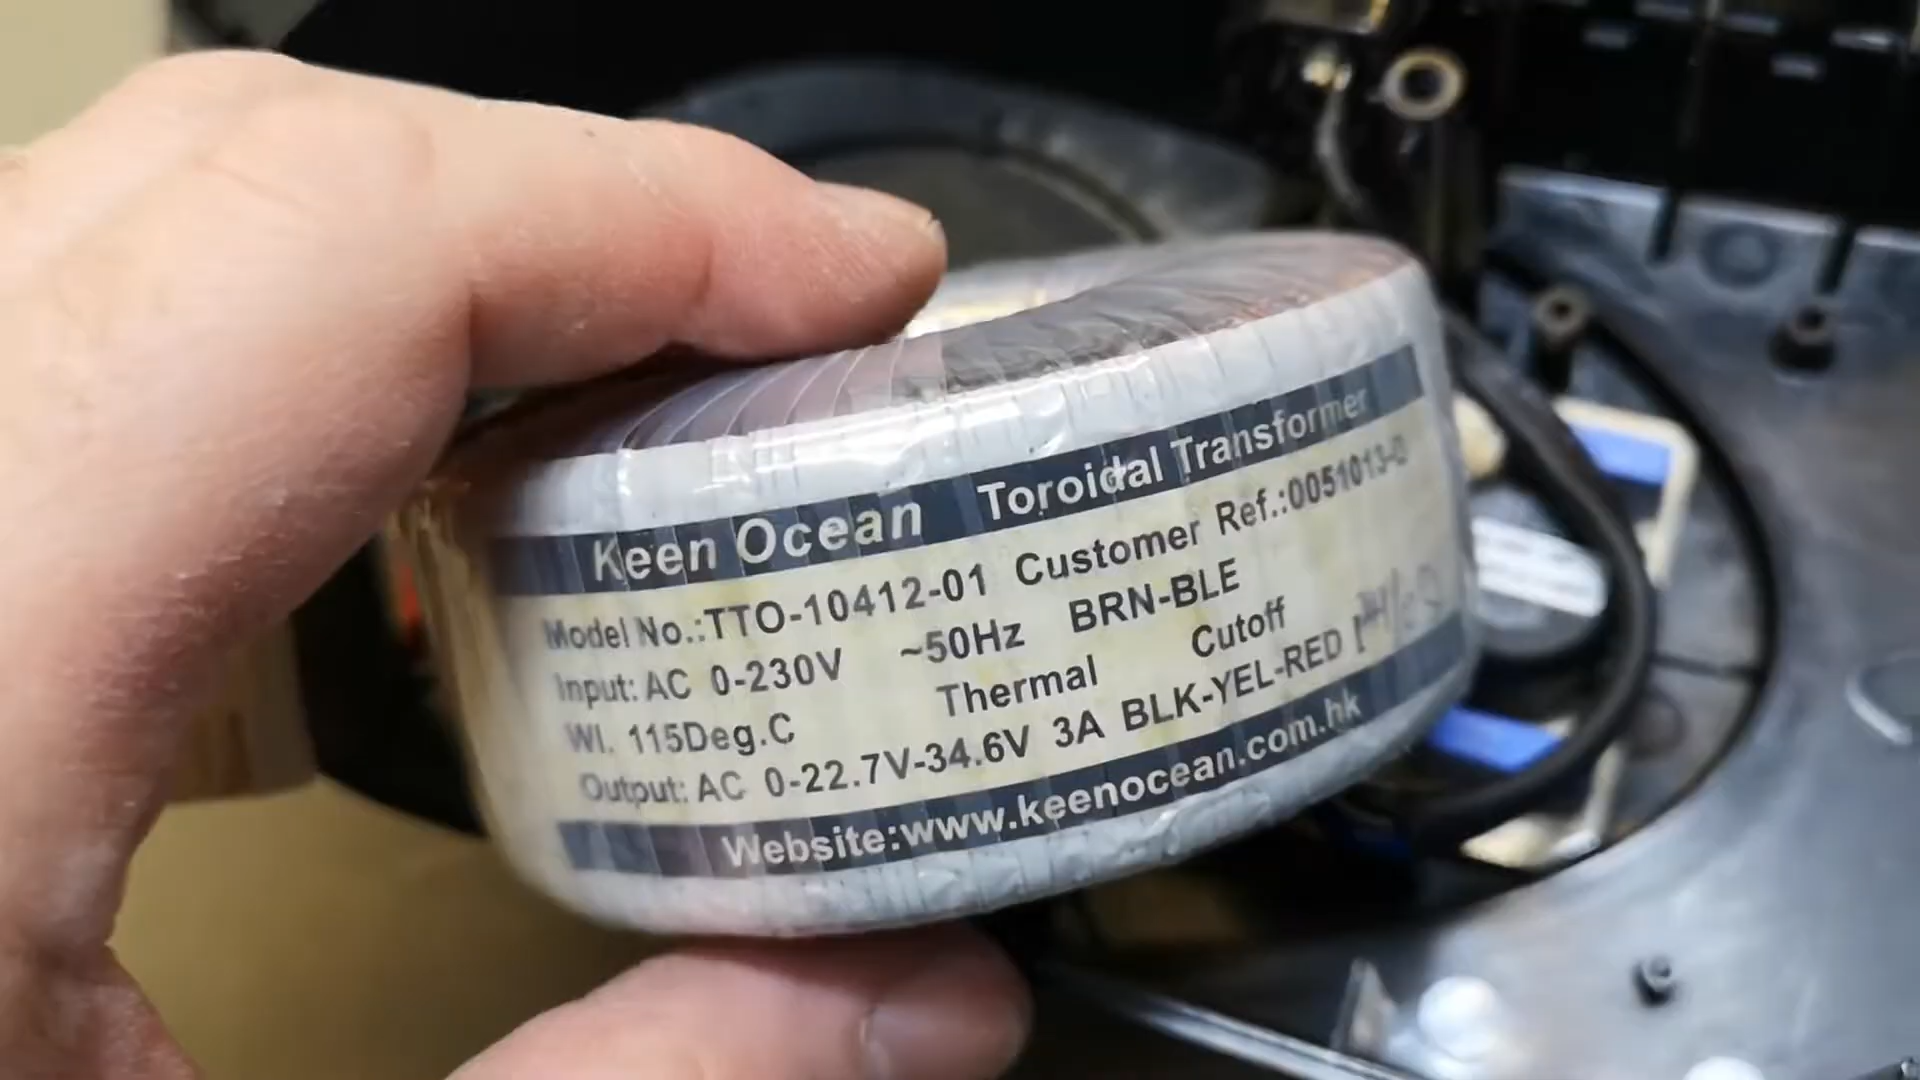 Keen Ocean Toroidal Transformer
Model No.:TTO-10412-01 Customer Ref.:0051013-0
Input: AC 0-230V ~50Hz BRN-BLE
WI. 115Deg.C Thermal Cutoff
Output: AC 0-22.7V-34.6V 3A BLK-YEL-RED
Website:www.keenocean.com.hk